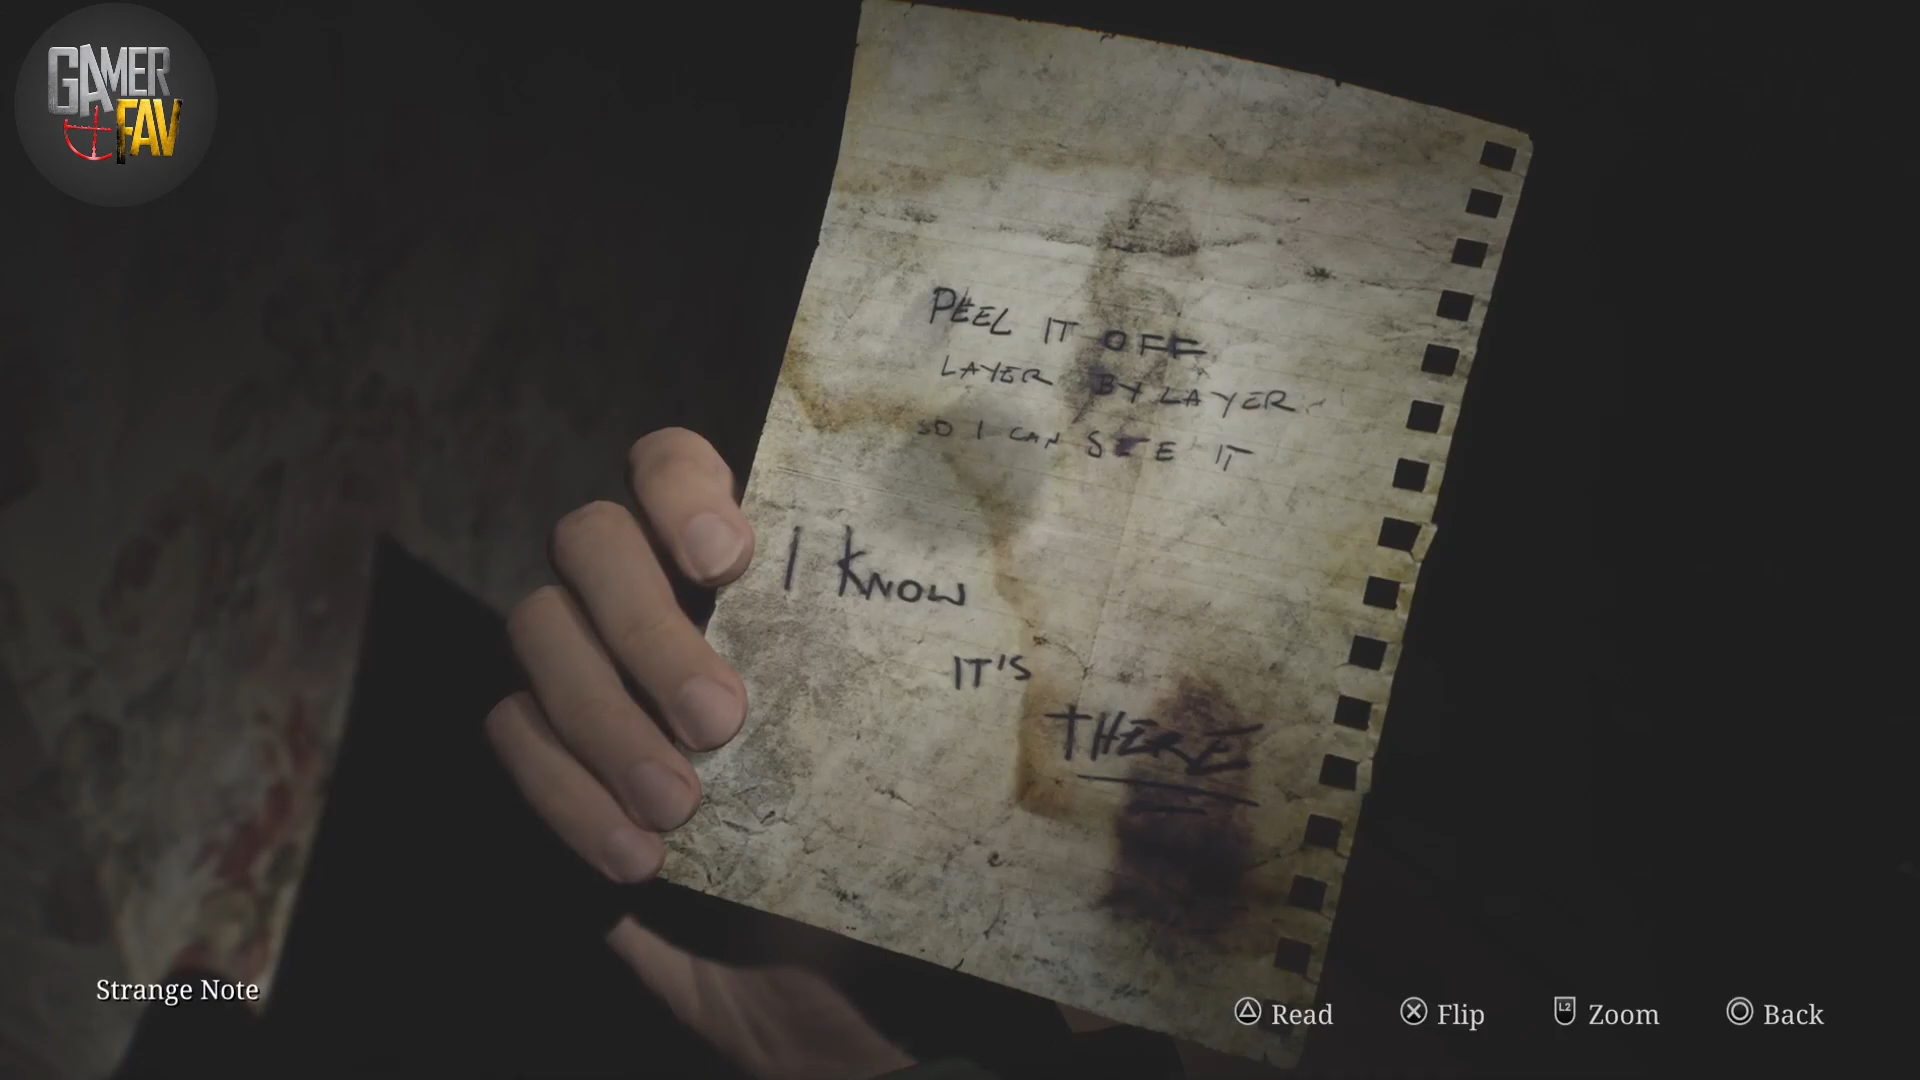 GAMER
FAV
PEEL IT OFF
LAYER BY LAYER
SO I CAN SEE IT
I KNOW
IT'S
THERE
Strange Note
Read
Flip
L2
Zoom
Back